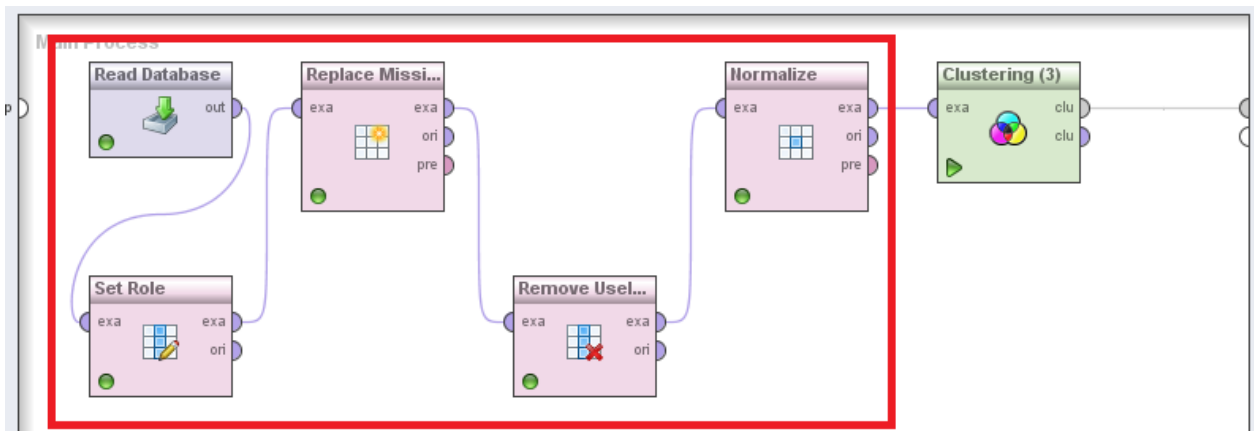 Main Process
Read Database
out
Replace Missi...
exa
exa
ori
pre
Normalize
exa
exa
ori
pre
Clustering (3)
exa
clu
clu
p
Set Role
exa
exa
ori
Remove Usel...
exa
exa
ori